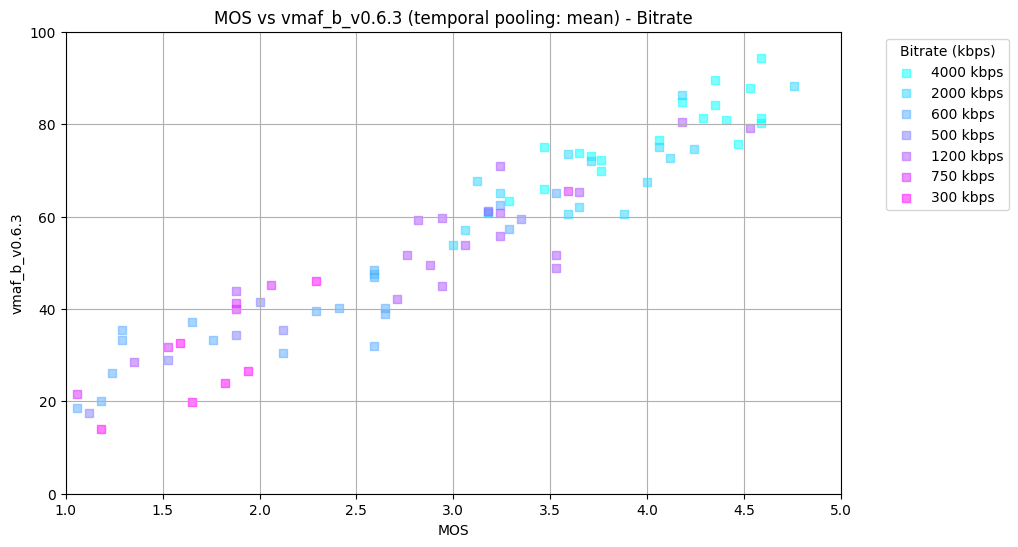 MOS vs vmaf_b_v0.6.3 (temporal pooling: mean) - Bitrate
100
80
60
40
20
0
vmaf_b_v0.6.3
1.0 1.5 2.0 2.5 3.0 3.5 4.0 4.5 5.0
MOS
Bitrate (kbps)
4000 kbps
2000 kbps
600 kbps
500 kbps
1200 kbps
750 kbps
300 kbps